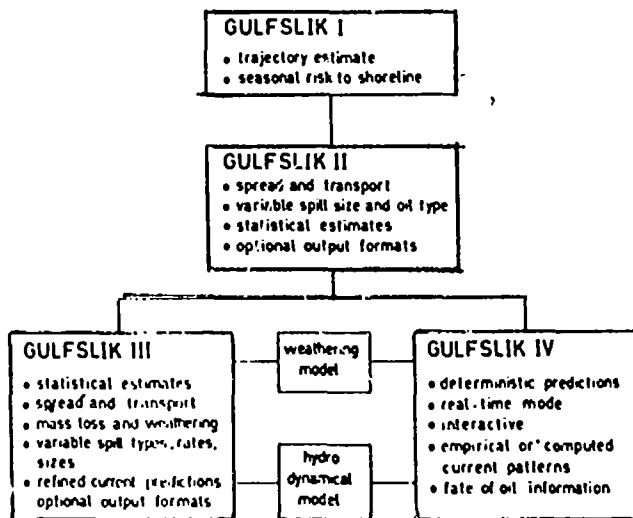 GULFSLIK I
• trajectory estimate
• seasonal risk to shoreline
GULFSLIK II
• spread and transport
• variable spill size and oil type
• statistical estimates
• optional output formats
GULFSLIK III
• statistical estimates
• spread and transport
• mass loss and weathering
• variable spill types, rates,
sizes
• refined current predictions
optional output formats
weathering
model
hydro
dynamical
model
GULFSLIK IV
• deterministic predictions
• real-time mode
• interactive
• empirical or computed
current patterns
• fate of oil information